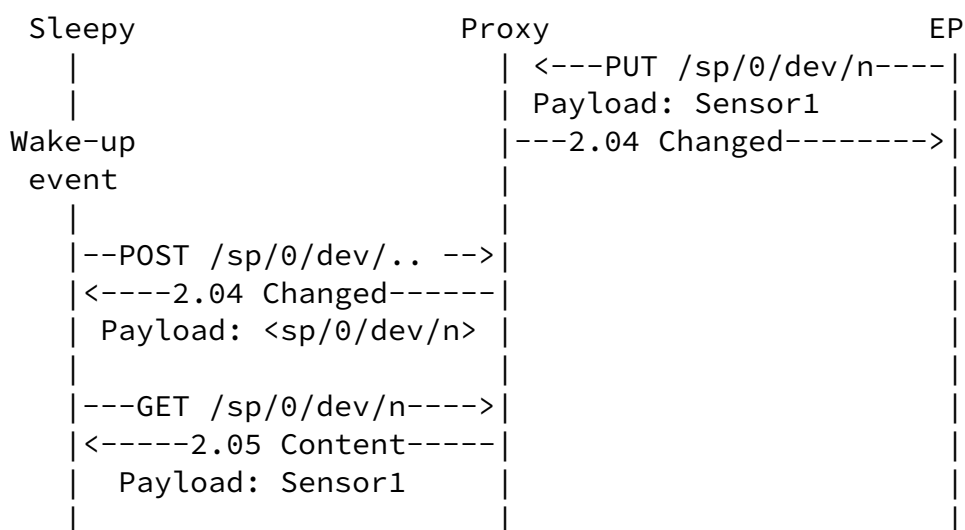 Sleepy                  Proxy                     EP
    |                       | <---PUT /sp/0/dev/n----|
    |                       | Payload: Sensor1       |
Wake-up                     |---2.04 Changed-------->|
 event                      |                        |
    |                       |                        |
    |--POST /sp/0/dev/.. -->|                        |
    |<----2.04 Changed------|                        |
    | Payload: <sp/0/dev/n> |                        |
    |                       |                        |
    |---GET /sp/0/dev/n---->|                        |
    |<-----2.05 Content-----|                        |
    |  Payload: Sensor1     |                        |
    |                       |                        |